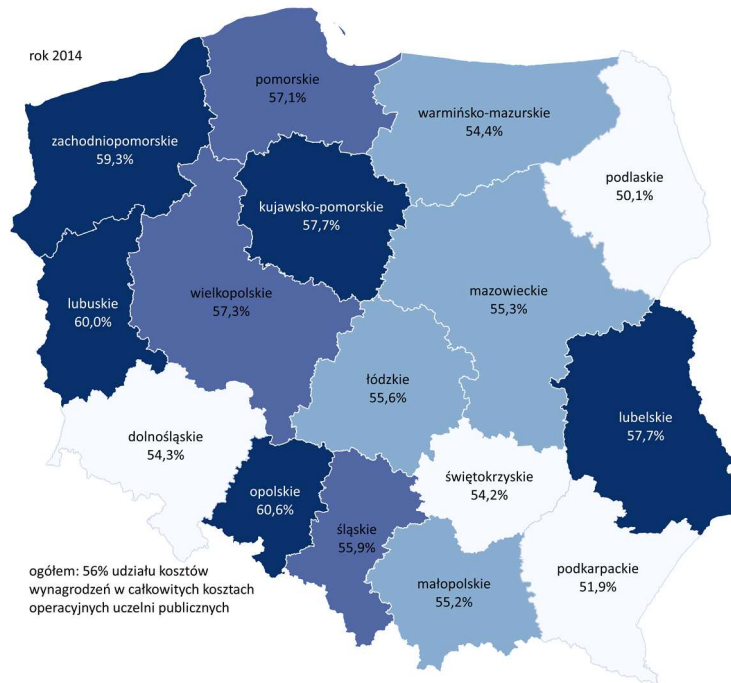 rok 2014
pomorskie
57,1%
warmińsko-mazurskie
54,4%
zachodniopomorskie
59,3%
podlaskie
50,1%
kujawsko-pomorskie
57,7%
lubuskie
60,0%
wielkopolskie
57,3%
mazowieckie
55,3%
łódzkie
55,6%
lubelskie
57,7%
dolnośląskie
54,3%
świętokrzyskie
54,2%
opolskie
60,6%
śląskie
55,9%
małopolskie
55,2%
podkarpackie
51,9%
ogółem: 56% udziału kosztów
wynagrodzeń w całkowitych kosztach
operacyjnych uczelni publicznych